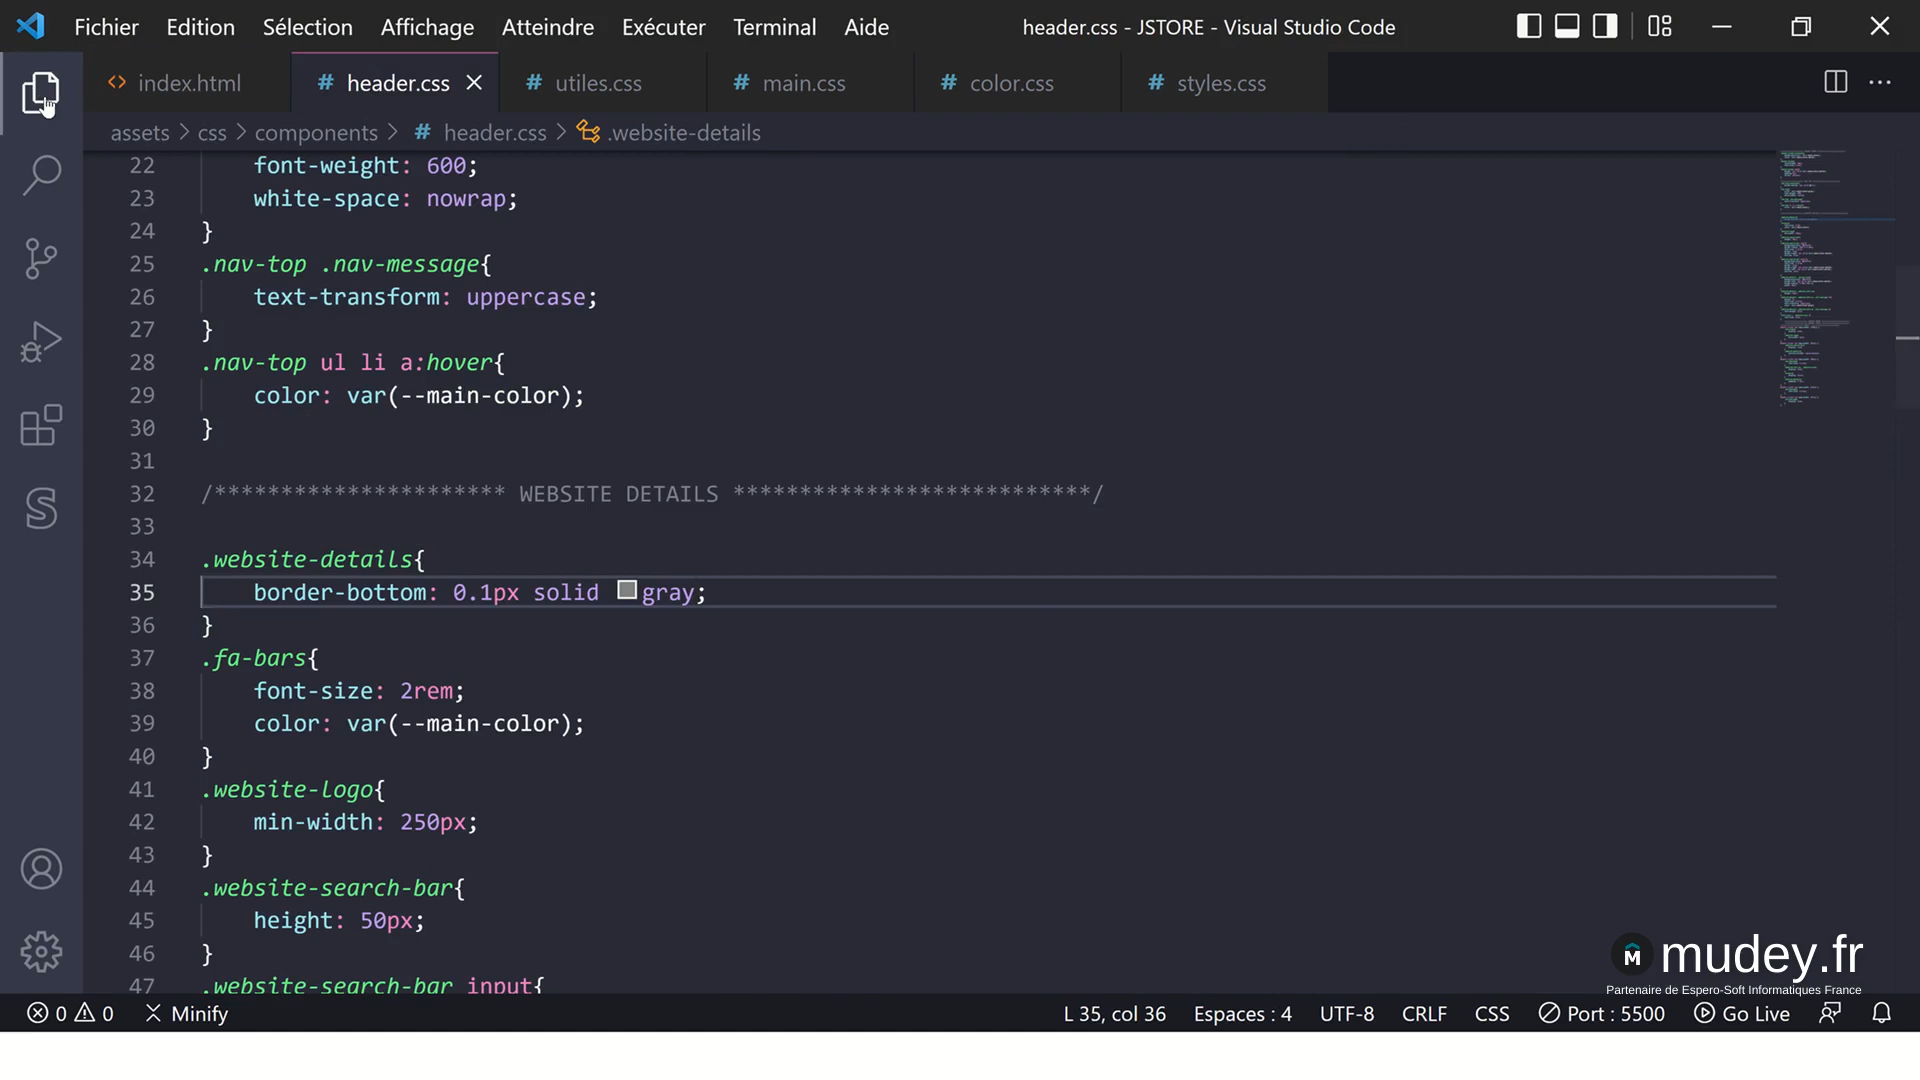 Fichier Edition Sélection Affichage Atteindre Exécuter Terminal Aide header.css - JSTORE - Visual Studio Code
index.html # header.css # utiles.css # main.css # color.css # styles.css
assets > css > components > # header.css > .website-details
22 font-weight: 600;
23 white-space: nowrap;
24 }
25 .nav-top .nav-message{
26 text-transform: uppercase;
27 }
28 .nav-top ul li a:hover{
29 color: var(--main-color);
30 }
31
32 /********************** WEBSITE DETAILS ***************************/
33
34 .website-details{
35 border-bottom: 0.1px solid gray;
36 }
37 .fa-bars{
38 font-size: 2rem;
39 color: var(--main-color);
40 }
41 .website-logo{
42 min-width: 250px;
43 }
44 .website-search-bar{
45 height: 50px;
46 }
47 .website-search-bar input{
M mudey.fr
Partenaire de Espero-Soft Informatiques France
0 0 Minify L 35, col 36 Espaces : 4 UTF-8 CRLF CSS Port : 5500 Go Live